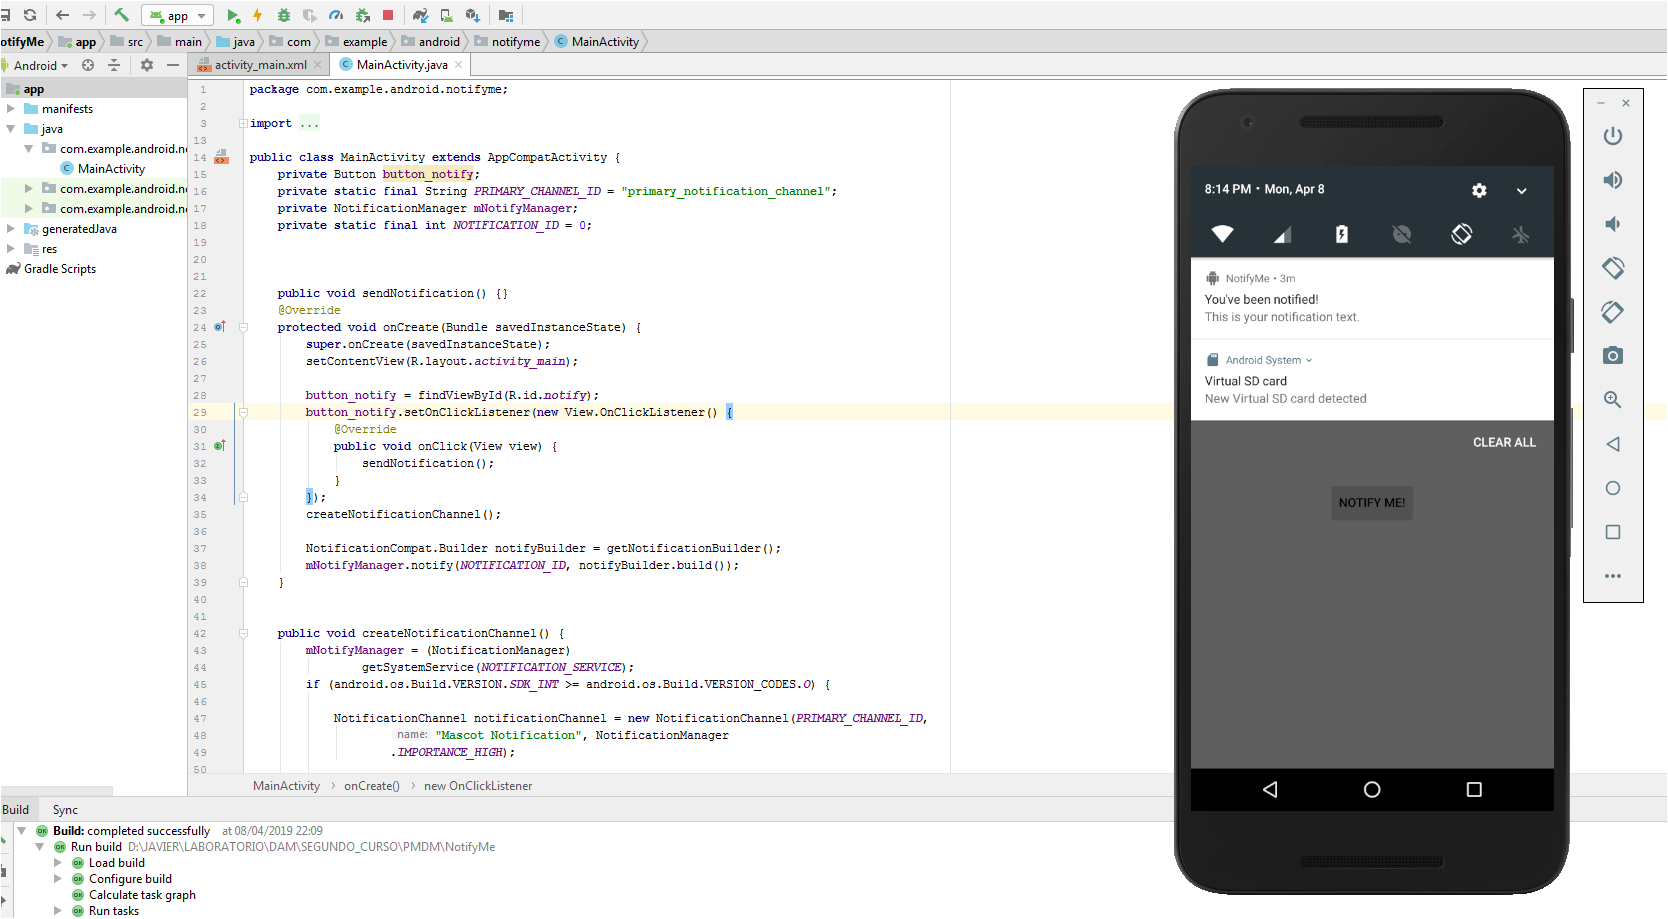 app
otifyMe app src main java com example android notifyme MainActivity
Android activity_main.xml MainActivity.java
app
manifests
java
com.example.android.no
MainActivity
com.example.android.no
com.example.android.no
generatedJava
res
Gradle Scripts
1 package com.example.android.notifyme;
2
3 import ...
13
14 public class MainActivity extends AppCompatActivity {
15 private Button button_notify;
16 private static final String PRIMARY_CHANNEL_ID = "primary_notification_channel";
17 private NotificationManager mNotifyManager;
18 private static final int NOTIFICATION_ID = 0;
19
20
21
22 public void sendNotification() {}
23 @Override
24 protected void onCreate(Bundle savedInstanceState) {
25 super.onCreate(savedInstanceState);
26 setContentView(R.layout.activity_main);
27
28 button_notify = findViewById(R.id.notify);
29 button_notify.setOnClickListener(new View.OnClickListener() {
30 @Override
31 public void onClick(View view) {
32 sendNotification();
33 }
34 });
35 createNotificationChannel();
36
37 NotificationCompat.Builder notifyBuilder = getNotificationBuilder();
38 mNotifyManager.notify(NOTIFICATION_ID, notifyBuilder.build());
39 }
40
41
42 public void createNotificationChannel() {
43 mNotifyManager = (NotificationManager)
44 getSystemService(NOTIFICATION_SERVICE);
45 if (android.os.Build.VERSION.SDK_INT >= android.os.Build.VERSION_CODES.O) {
46
47 NotificationChannel notificationChannel = new NotificationChannel(PRIMARY_CHANNEL_ID,
48 name: "Mascot Notification", NotificationManager
49 .IMPORTANCE_HIGH);
50
MainActivity › onCreate() › new OnClickListener
8:14 PM • Mon, Apr 8
NotifyMe • 3m
You've been notified!
This is your notification text.
Android System
Virtual SD card
New Virtual SD card detected
CLEAR ALL
NOTIFY ME!
Build Sync
Build: completed successfully at 08/04/2019 22:09
Run build D:\JAVIER\LABORATORIO\DAM\SEGUNDO_CURSO\PMDM\NotifyMe
Load build
Configure build
Calculate task graph
Run tasks